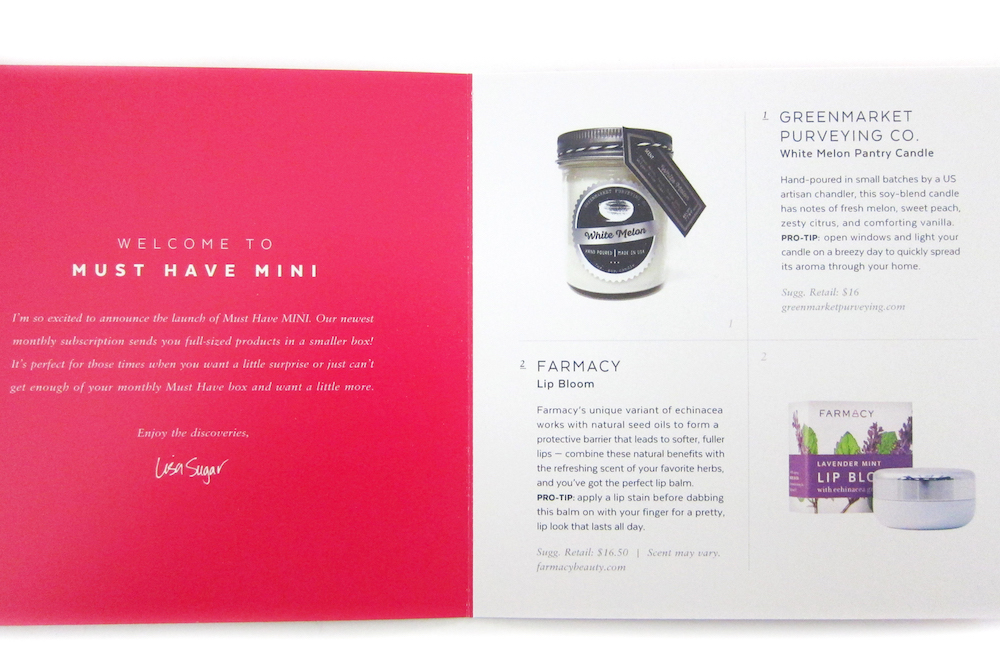 WELCOME TO
MUST HAVE MINI
I'm so excited to announce the launch of Must Have MINI. Our newest
monthly subscription sends you full-sized products in a smaller box!
It's perfect for those times when you want a little surprise or just can't
get enough of your monthly Must Have box and want a little more.
Enjoy the discoveries,
Lisa Sugar
GREENMARKET PURVEYING
White Melon
HAND POURED | MADE IN USA
1
1 GREENMARKET
PURVEYING CO.
White Melon Pantry Candle
Hand-poured in small batches by a US
artisan chandler, this soy-blend candle
has notes of fresh melon, sweet peach,
zesty citrus, and comforting vanilla.
PRO-TIP: open windows and light your
candle on a breezy day to quickly spread
its aroma through your home.
Sugg. Retail: $16
greenmarketpurveying.com
2 FARMACY
Lip Bloom
Farmacy's unique variant of echinacea
works with natural seed oils to form a
protective barrier that leads to softer, fuller
lips — combine these natural benefits with
the refreshing scent of your favorite herbs,
and you've got the perfect lip balm.
PRO-TIP: apply a lip stain before dabbing
this balm on with your finger for a pretty,
lip look that lasts all day.
Sugg. Retail: $16.50 | Scent may vary.
farmacybeauty.com
2
FARMACY
LAVENDER MINT
LIP BLO
with echinacea